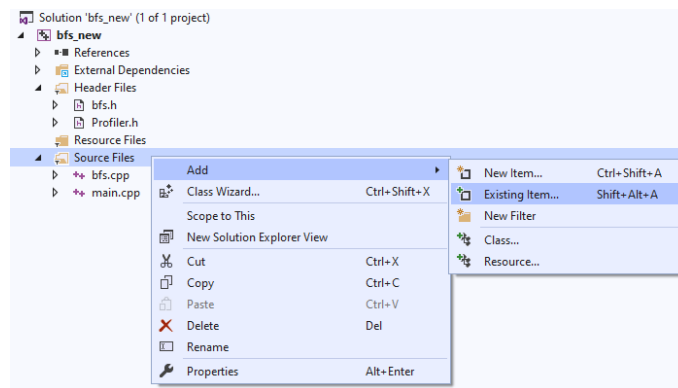 Solution 'bfs_new' (1 of 1 project)
bfs_new
References
External Dependencies
Header Files
bfs.h
Profiler.h
Resource Files
Source Files
bfs.cpp
main.cpp
Add
Class Wizard... Ctrl+Shift+X
Scope to This
New Solution Explorer View
Cut Ctrl+X
Copy Ctrl+C
Paste Ctrl+V
Delete Del
Rename
Properties Alt+Enter
New Item... Ctrl+Shift+A
Existing Item... Shift+Alt+A
New Filter
Class...
Resource...